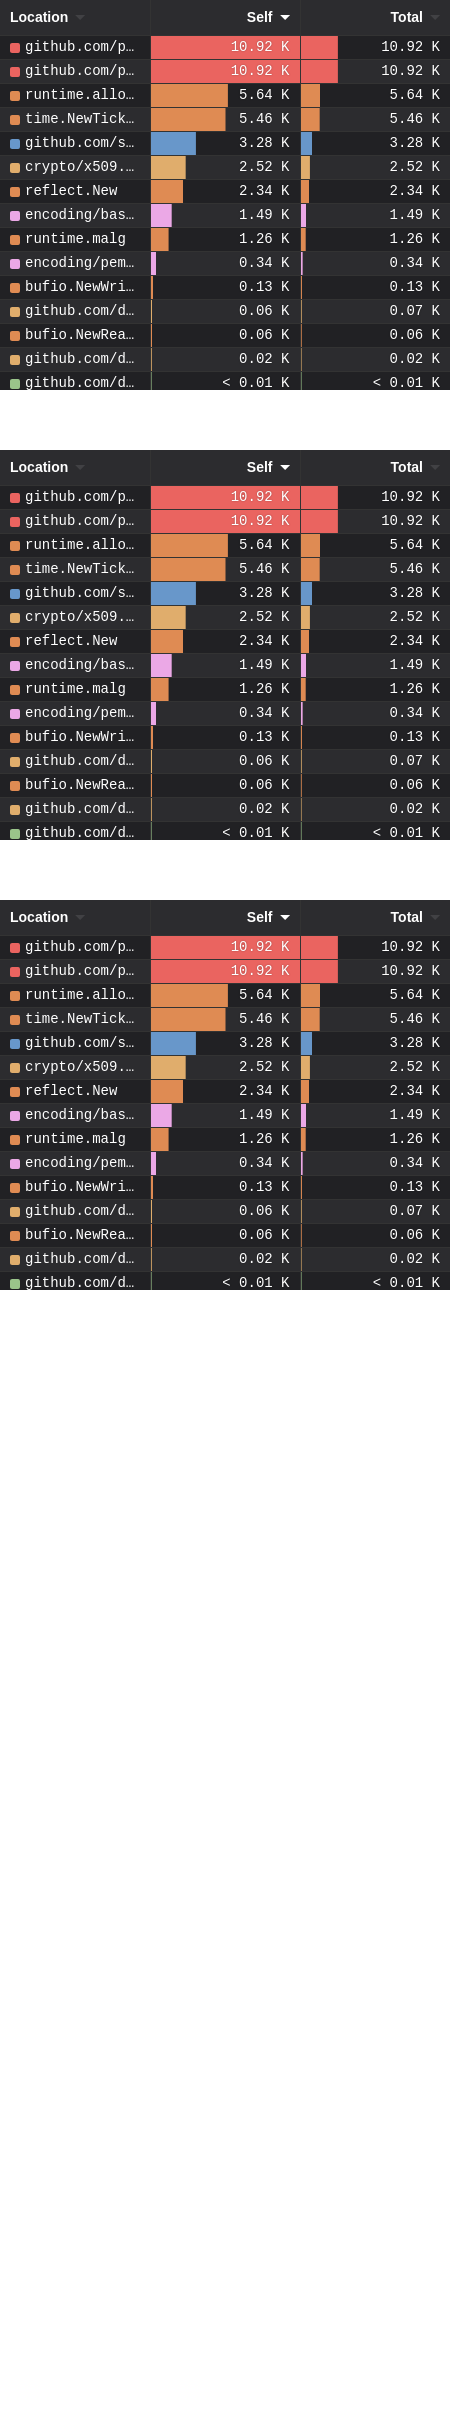 Location Self Total
github.com/p… 10.92 K 10.92 K
github.com/p… 10.92 K 10.92 K
runtime.allo… 5.64 K 5.64 K
time.NewTick… 5.46 K 5.46 K
github.com/s… 3.28 K 3.28 K
crypto/x509.… 2.52 K 2.52 K
reflect.New 2.34 K 2.34 K
encoding/bas… 1.49 K 1.49 K
runtime.malg 1.26 K 1.26 K
encoding/pem… 0.34 K 0.34 K
bufio.NewWri… 0.13 K 0.13 K
github.com/d… 0.06 K 0.07 K
bufio.NewRea… 0.06 K 0.06 K
github.com/d… 0.02 K 0.02 K
github.com/d… < 0.01 K < 0.01 K
Location Self Total
github.com/p… 10.92 K 10.92 K
github.com/p… 10.92 K 10.92 K
runtime.allo… 5.64 K 5.64 K
time.NewTick… 5.46 K 5.46 K
github.com/s… 3.28 K 3.28 K
crypto/x509.… 2.52 K 2.52 K
reflect.New 2.34 K 2.34 K
encoding/bas… 1.49 K 1.49 K
runtime.malg 1.26 K 1.26 K
encoding/pem… 0.34 K 0.34 K
bufio.NewWri… 0.13 K 0.13 K
github.com/d… 0.06 K 0.07 K
bufio.NewRea… 0.06 K 0.06 K
github.com/d… 0.02 K 0.02 K
github.com/d… < 0.01 K < 0.01 K
Location Self Total
github.com/p… 10.92 K 10.92 K
github.com/p… 10.92 K 10.92 K
runtime.allo… 5.64 K 5.64 K
time.NewTick… 5.46 K 5.46 K
github.com/s… 3.28 K 3.28 K
crypto/x509.… 2.52 K 2.52 K
reflect.New 2.34 K 2.34 K
encoding/bas… 1.49 K 1.49 K
runtime.malg 1.26 K 1.26 K
encoding/pem… 0.34 K 0.34 K
bufio.NewWri… 0.13 K 0.13 K
github.com/d… 0.06 K 0.07 K
bufio.NewRea… 0.06 K 0.06 K
github.com/d… 0.02 K 0.02 K
github.com/d… < 0.01 K < 0.01 K